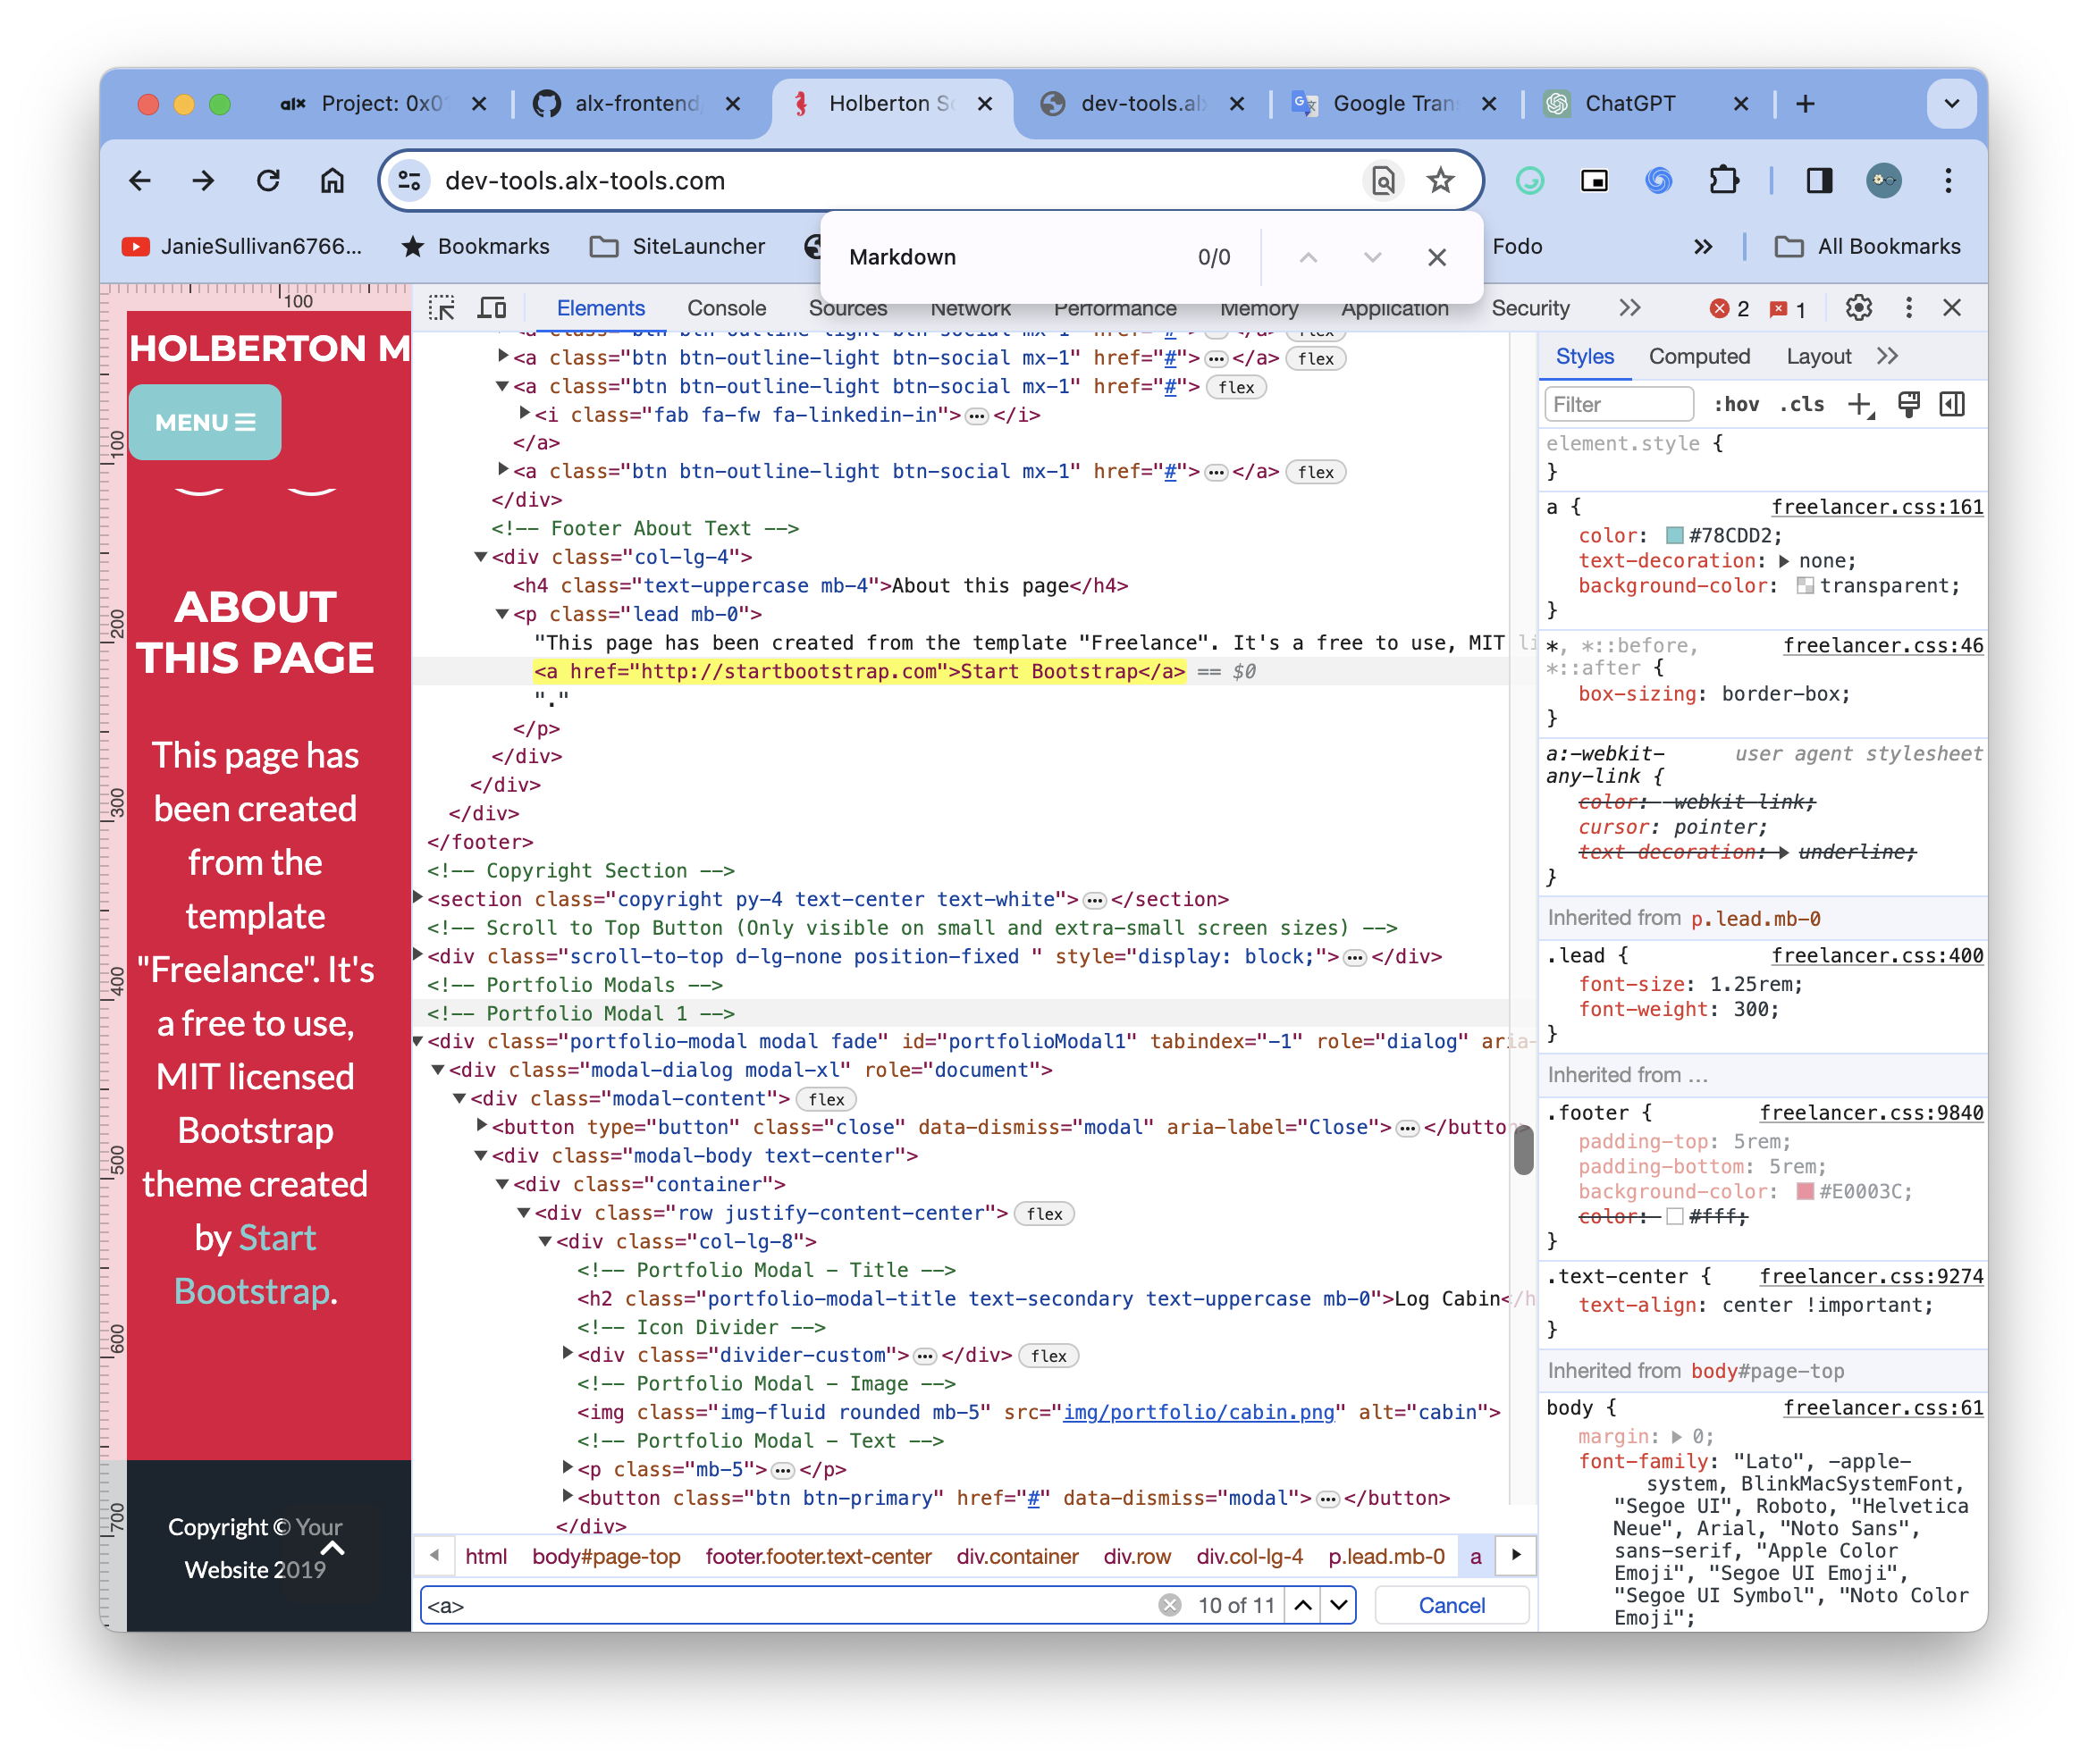 alx Project: 0x0
alx-frontend
Holberton Sc
dev-tools.al
Google Tran
ChatGPT
dev-tools.alx-tools.com
JanieSullivan6766...
Bookmarks
SiteLauncher
Fodo
All Bookmarks
Markdown 0/0
Elements Console Sources Network Performance Memory Application Security 2 1
100
HOLBERTON M
MENU
ABOUT
THIS PAGE
This page has
been created
from the
template
"Freelance". It's
a free to use,
MIT licensed
Bootstrap
theme created
by Start
Bootstrap.
Copyright © Your
Website 2019
100
200
300
400
500
600
700
<a class="btn btn-outline-light btn-social mx-1" href="#">…</a> flex
<a class="btn btn-outline-light btn-social mx-1" href="#">…</a> flex
<a class="btn btn-outline-light btn-social mx-1" href="#"> flex
<i class="fab fa-fw fa-linkedin-in">…</i>
</a>
<a class="btn btn-outline-light btn-social mx-1" href="#">…</a> flex
</div>
<!-- Footer About Text -->
<div class="col-lg-4">
<h4 class="text-uppercase mb-4">About this page</h4>
<p class="lead mb-0">
"This page has been created from the template "Freelance". It's a free to use, MIT li
<a href="http://startbootstrap.com">Start Bootstrap</a> == $0
"."
</p>
</div>
</div>
</div>
</footer>
<!-- Copyright Section -->
<section class="copyright py-4 text-center text-white">…</section>
<!-- Scroll to Top Button (Only visible on small and extra-small screen sizes) -->
<div class="scroll-to-top d-lg-none position-fixed " style="display: block;">…</div>
<!-- Portfolio Modals -->
<!-- Portfolio Modal 1 -->
<div class="portfolio-modal modal fade" id="portfolioModal1" tabindex="-1" role="dialog" aria-
<div class="modal-dialog modal-xl" role="document">
<div class="modal-content"> flex
<button type="button" class="close" data-dismiss="modal" aria-label="Close">…</button>
<div class="modal-body text-center">
<div class="container">
<div class="row justify-content-center"> flex
<div class="col-lg-8">
<!-- Portfolio Modal - Title -->
<h2 class="portfolio-modal-title text-secondary text-uppercase mb-0">Log Cabin</h
<!-- Icon Divider -->
<div class="divider-custom">…</div> flex
<!-- Portfolio Modal - Image -->
<img class="img-fluid rounded mb-5" src="img/portfolio/cabin.png" alt="cabin">
<!-- Portfolio Modal - Text -->
<p class="mb-5">…</p>
<button class="btn btn-primary" href="#" data-dismiss="modal">…</button>
</div>
html body#page-top footer.footer.text-center div.container div.row div.col-lg-4 p.lead.mb-0 a
<a> 10 of 11 Cancel
Styles Computed Layout
Filter :hov .cls
element.style {
}
a { freelancer.css:161
color: #78CDD2;
text-decoration: none;
background-color: transparent;
}
*, *::before, freelancer.css:46
*::after {
box-sizing: border-box;
}
a:-webkit- user agent stylesheet
any-link {
color: -webkit-link;
cursor: pointer;
text-decoration: underline;
}
Inherited from p.lead.mb-0
.lead { freelancer.css:400
font-size: 1.25rem;
font-weight: 300;
}
Inherited from ...
.footer { freelancer.css:9840
padding-top: 5rem;
padding-bottom: 5rem;
background-color: #E0003C;
color: #fff;
}
.text-center { freelancer.css:9274
text-align: center !important;
}
Inherited from body#page-top
body { freelancer.css:61
margin: 0;
font-family: "Lato", -apple-
system, BlinkMacSystemFont,
"Segoe UI", Roboto, "Helvetica
Neue", Arial, "Noto Sans",
sans-serif, "Apple Color
Emoji", "Segoe UI Emoji",
"Segoe UI Symbol", "Noto Color
Emoji";